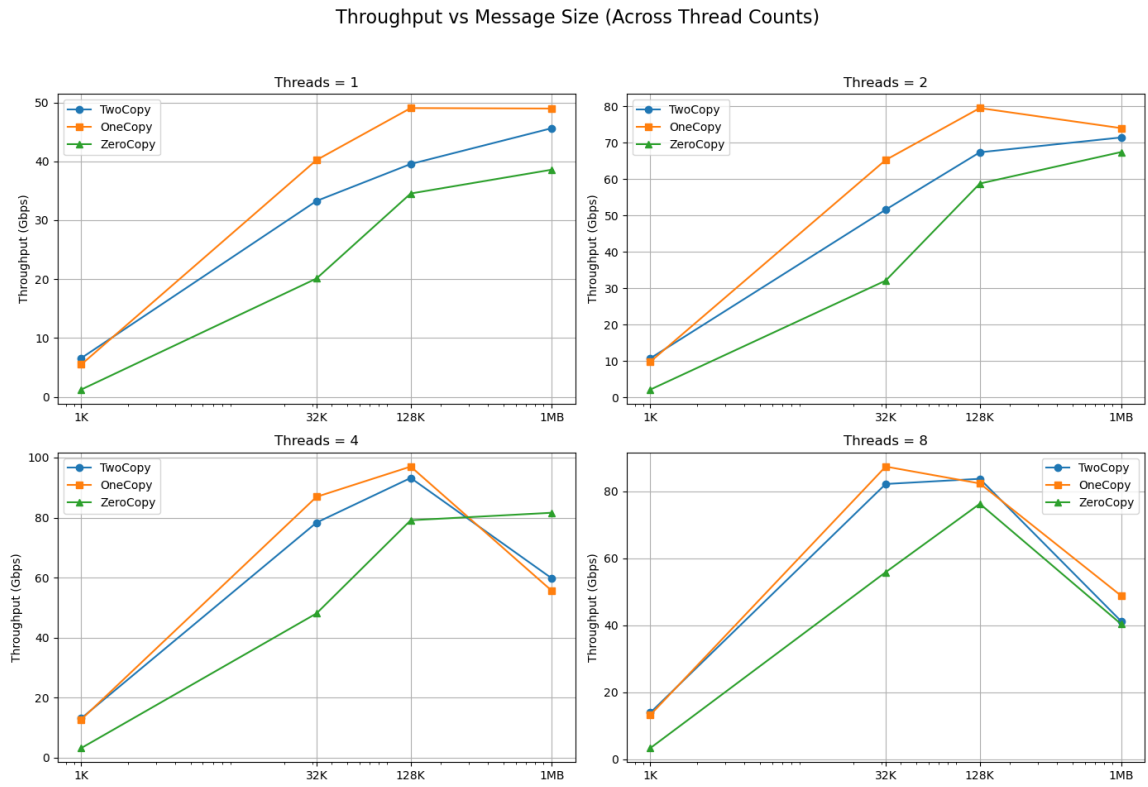 Throughput vs Message Size (Across Thread Counts)
Threads = 1
TwoCopy
OneCopy
ZeroCopy
Throughput (Gbps)
50
40
30
20
10
0
1K
32K
128K
1MB
Threads = 2
TwoCopy
OneCopy
ZeroCopy
Throughput (Gbps)
80
70
60
50
40
30
20
10
0
1K
32K
128K
1MB
Threads = 4
TwoCopy
OneCopy
ZeroCopy
Throughput (Gbps)
100
80
60
40
20
0
1K
32K
128K
1MB
Threads = 8
TwoCopy
OneCopy
ZeroCopy
Throughput (Gbps)
80
60
40
20
0
1K
32K
128K
1MB